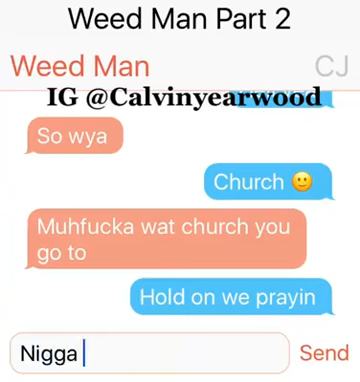 Weed Man Part 2
Weed Man
CJ
IG @Calvinyearwood
So wya
Church 🙂
Muhfucka wat church you
go to
Hold on we prayin
Nigga
Send